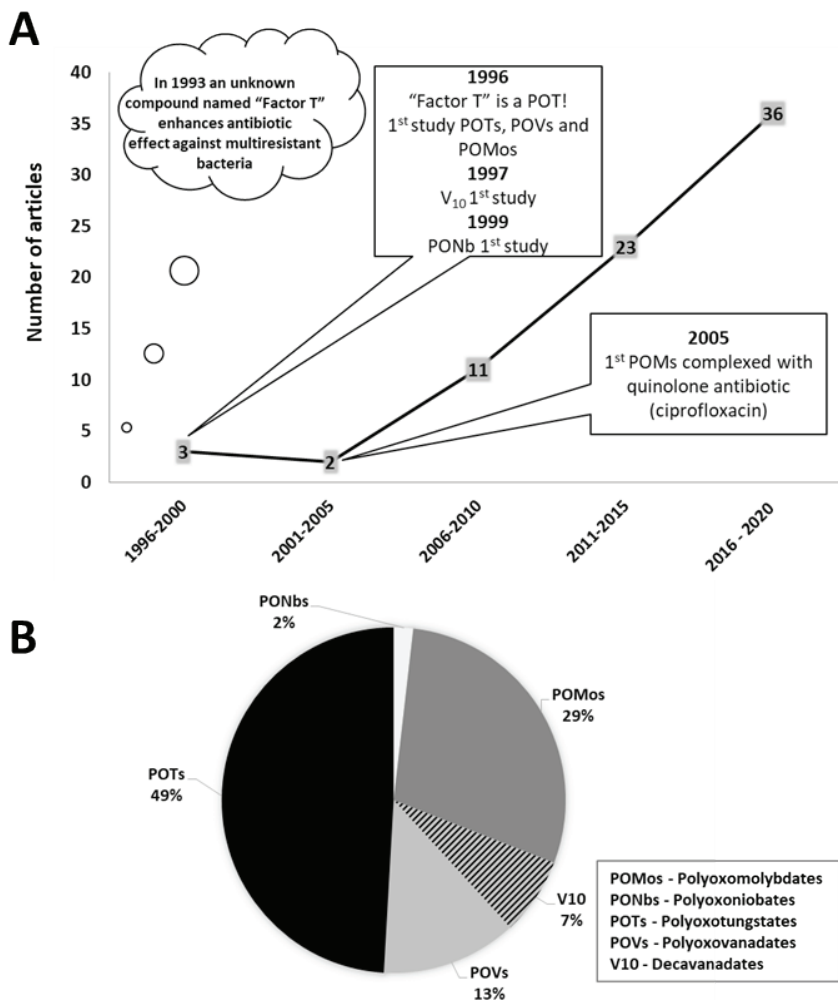 A
Number of articles
40
35
30
25
20
15
10
5
0
In 1993 an unknown
compound named “Factor T”
enhances antibiotic
effect against multiresistant
bacteria
1996
“Factor T” is a POT!
1st study POTs, POVs and
POMos
1997
V10 1st study
1999
PONb 1st study
2005
1st POMs complexed with
quinolone antibiotic
(ciprofloxacin)
3
2
11
23
36
1996-2000
2001-2005
2006-2010
2011-2015
2016 - 2020
B
PONbs
2%
POMos
29%
POTs
49%
V10
7%
POVs
13%
POMos - Polyoxomolybdates
PONbs - Polyoxoniobates
POTs - Polyoxotungstates
POVs - Polyoxovanadates
V10 - Decavanadates